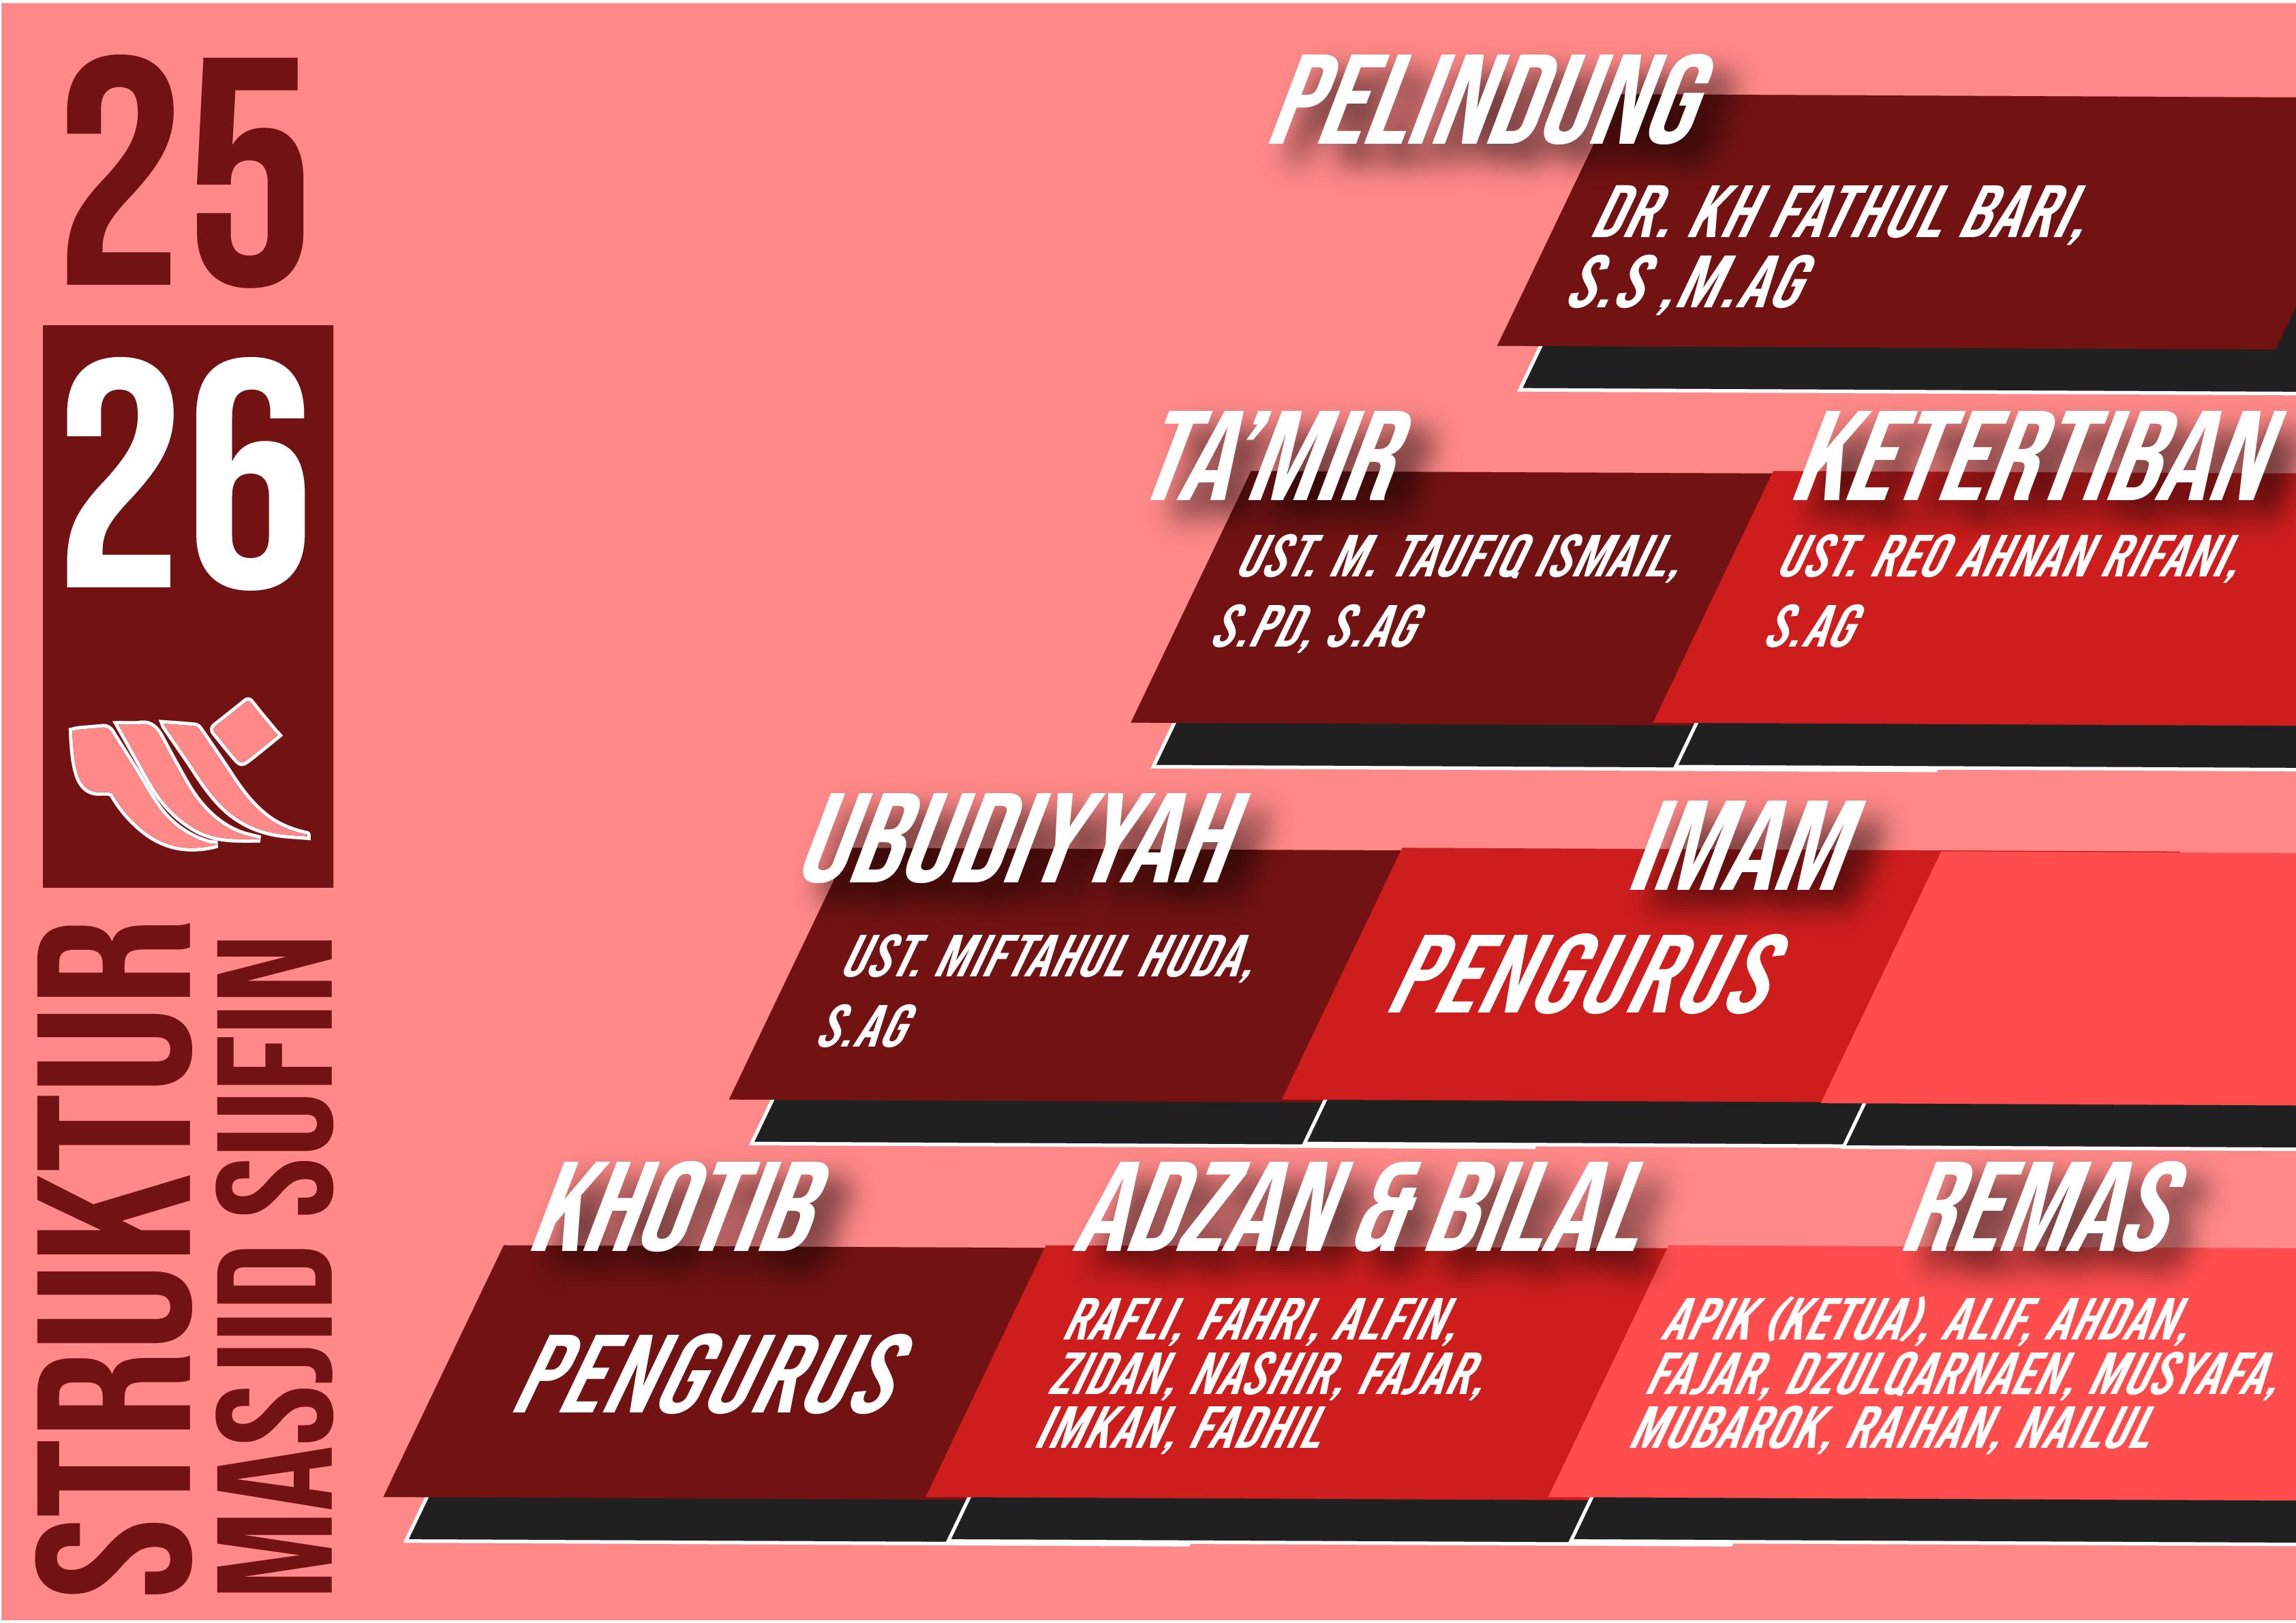 25
26
STRUKTUR
MASJID SUFIN
PELINDUNG
DR. KH FATHUL BARI,
S.S ,M.AG
TA'MIR
UST. M. TAUFIQ ISMAIL,
S.PD, S.AG
KETERTIBAN
UST. REO AHNAN RIFANI,
S.AG
UBUDIYYAH
UST. MIFTAHUL HUDA,
S.AG
IMAM
PENGURUS
KHOTIB
PENGURUS
ADZAN & BILAL
RAFLI, FAHRI, ALFIN,
ZIDAN, NASHIR, FAJAR,
IMKAN, FADHIL
REMAS
APIK (KETUA), ALIF, AHDAN,
FAJAR, DZULQARNAEN, MUSYAFA,
MUBAROK, RAIHAN, NAILUL